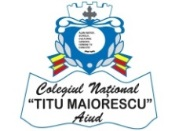 Colegiul Național
"TITU MAIORESCU"
Aiud